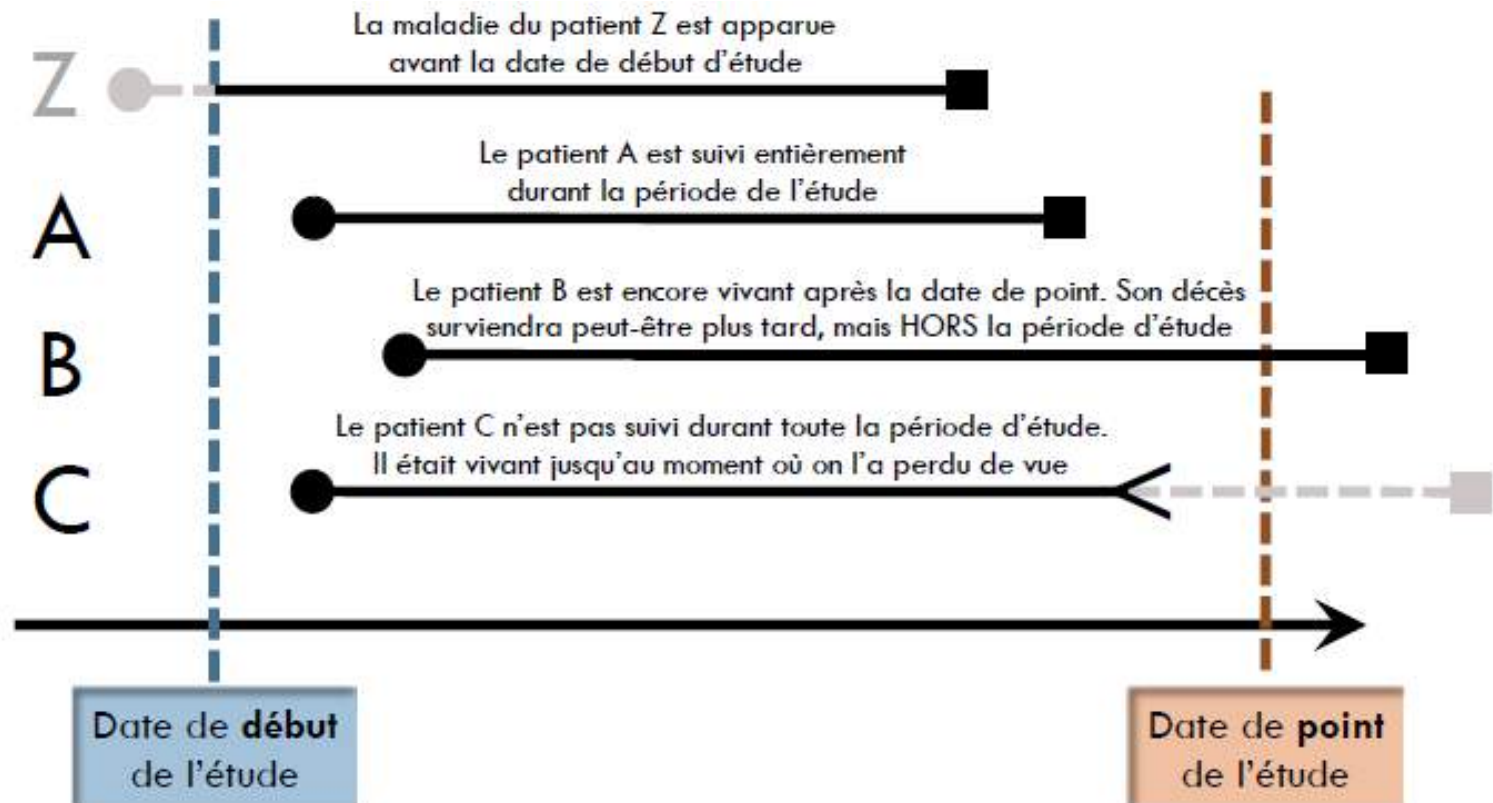 La maladie du patient Z est apparue
avant la date de début d'étude
Z
Le patient A est suivi entièrement
durant la période de l'étude
A
Le patient B est encore vivant après la date de point. Son décès
surviendra peut-être plus tard, mais HORS la période d'étude
B
Le patient C n'est pas suivi durant toute la période d'étude.
Il était vivant jusqu'au moment où on l'a perdu de vue
C
Date de début
de l'étude
Date de point
de l'étude